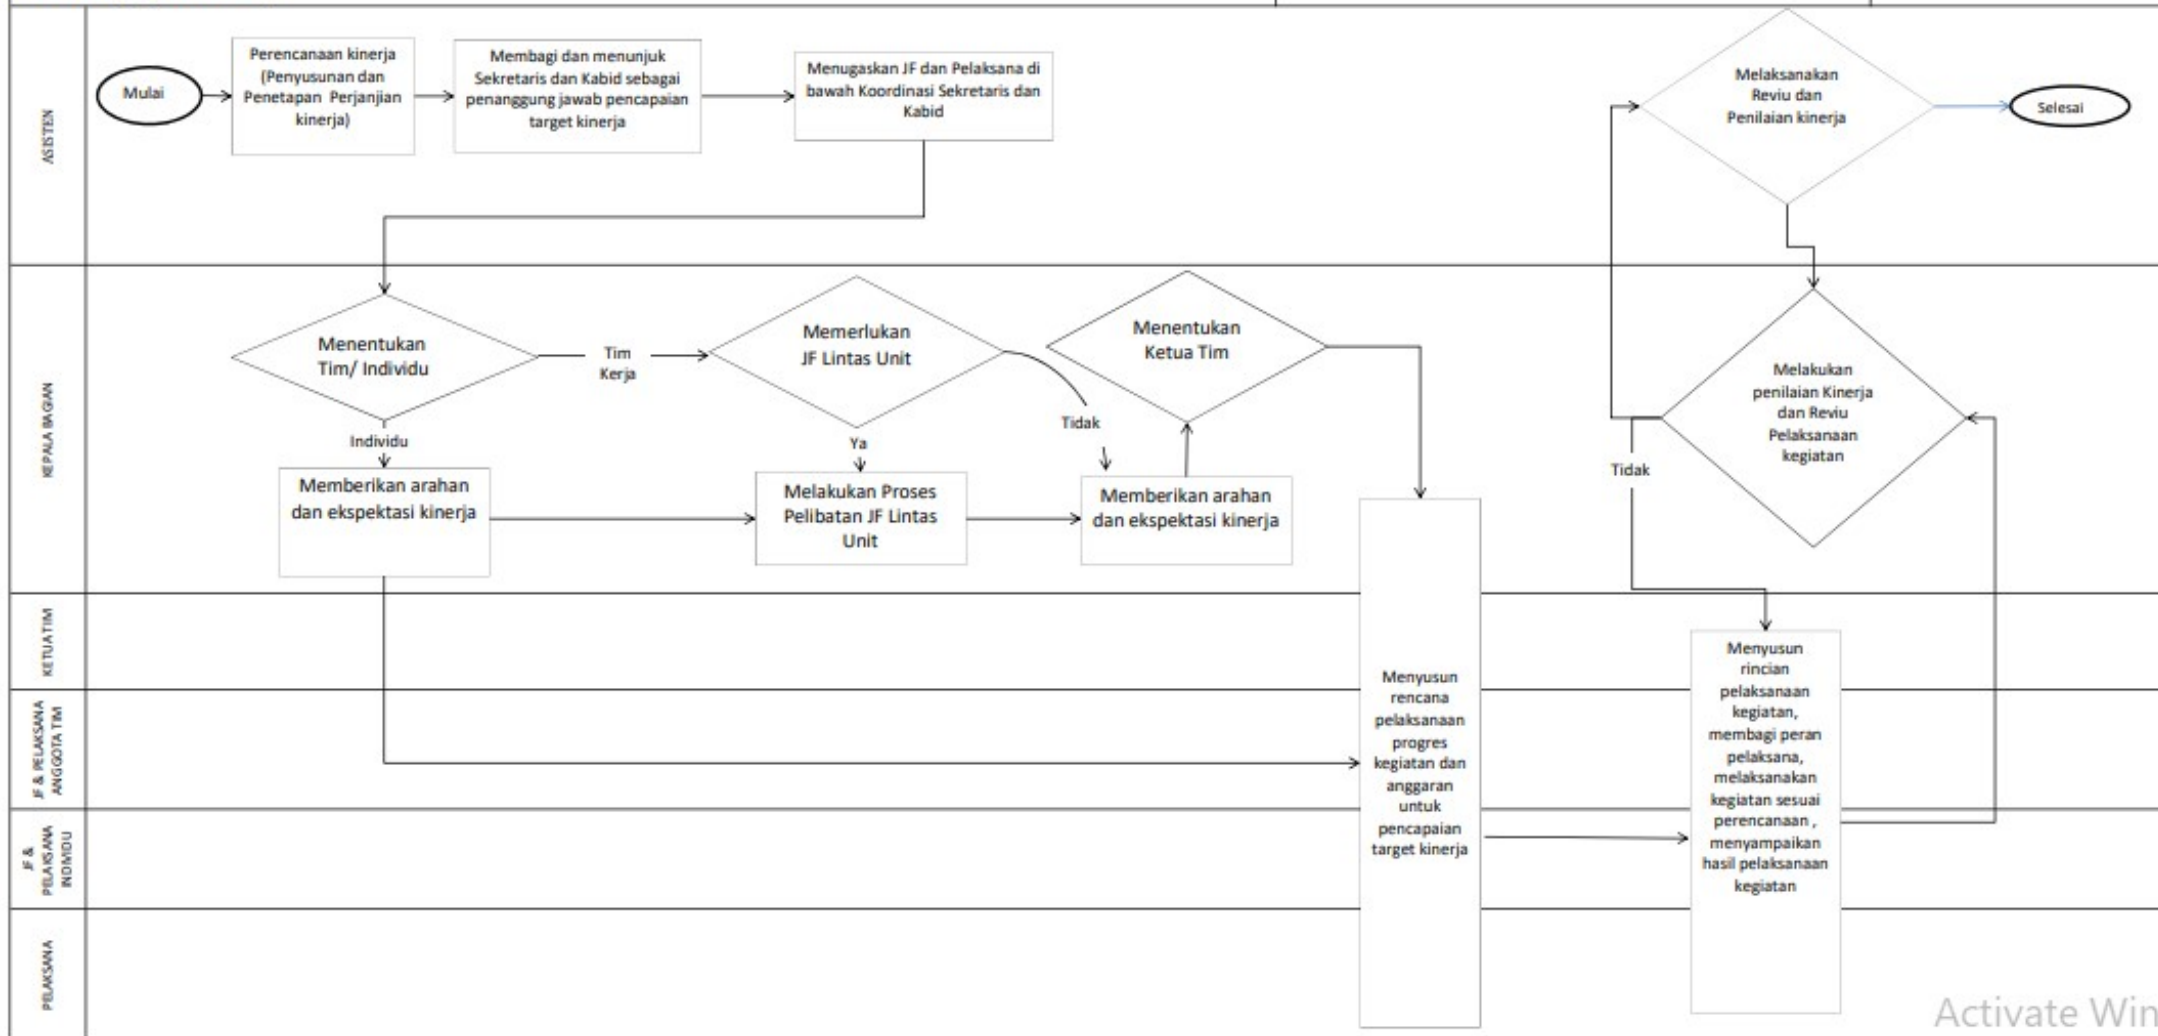 ASISTEN
Mulai
Perencanaan kinerja
(Penyusunan dan
Penetapan Perjanjian
kinerja)
Membagi dan menunjuk
Sekretaris dan Kabid sebagai
penanggung jawab pencapaian
target kinerja
Menugaskan JF dan Pelaksana di
bawah Koordinasi Sekretaris dan
Kabid
Melaksanakan
Reviu dan
Penilaian kinerja
Selesai
KEPALA BAGIAN
Menentukan
Tim/ Individu
Tim
Kerja
Individu
Memberikan arahan
dan ekspektasi kinerja
Memerlukan
JF Lintas Unit
Ya
Tidak
Melakukan Proses
Pelibatan JF Lintas
Unit
Menentukan
Ketua Tim
Memberikan arahan
dan ekspektasi kinerja
Melakukan
penilaian Kinerja
dan Reviu
Pelaksanaan
kegiatan
Tidak
KETUA TIM
JF & PELAKSANA
ANGGOTA TIM
JF &
PELAKSANA
INDIVIDU
PELAKSANA
Menyusun
rencana
pelaksanaan
progres
kegiatan dan
anggaran
untuk
pencapaian
target kinerja
Menyusun
rincian
pelaksanaan
kegiatan,
membagi peran
pelaksana,
melaksanakan
kegiatan sesuai
perencanaan ,
menyampaikan
hasil pelaksanaan
kegiatan
Activate Win